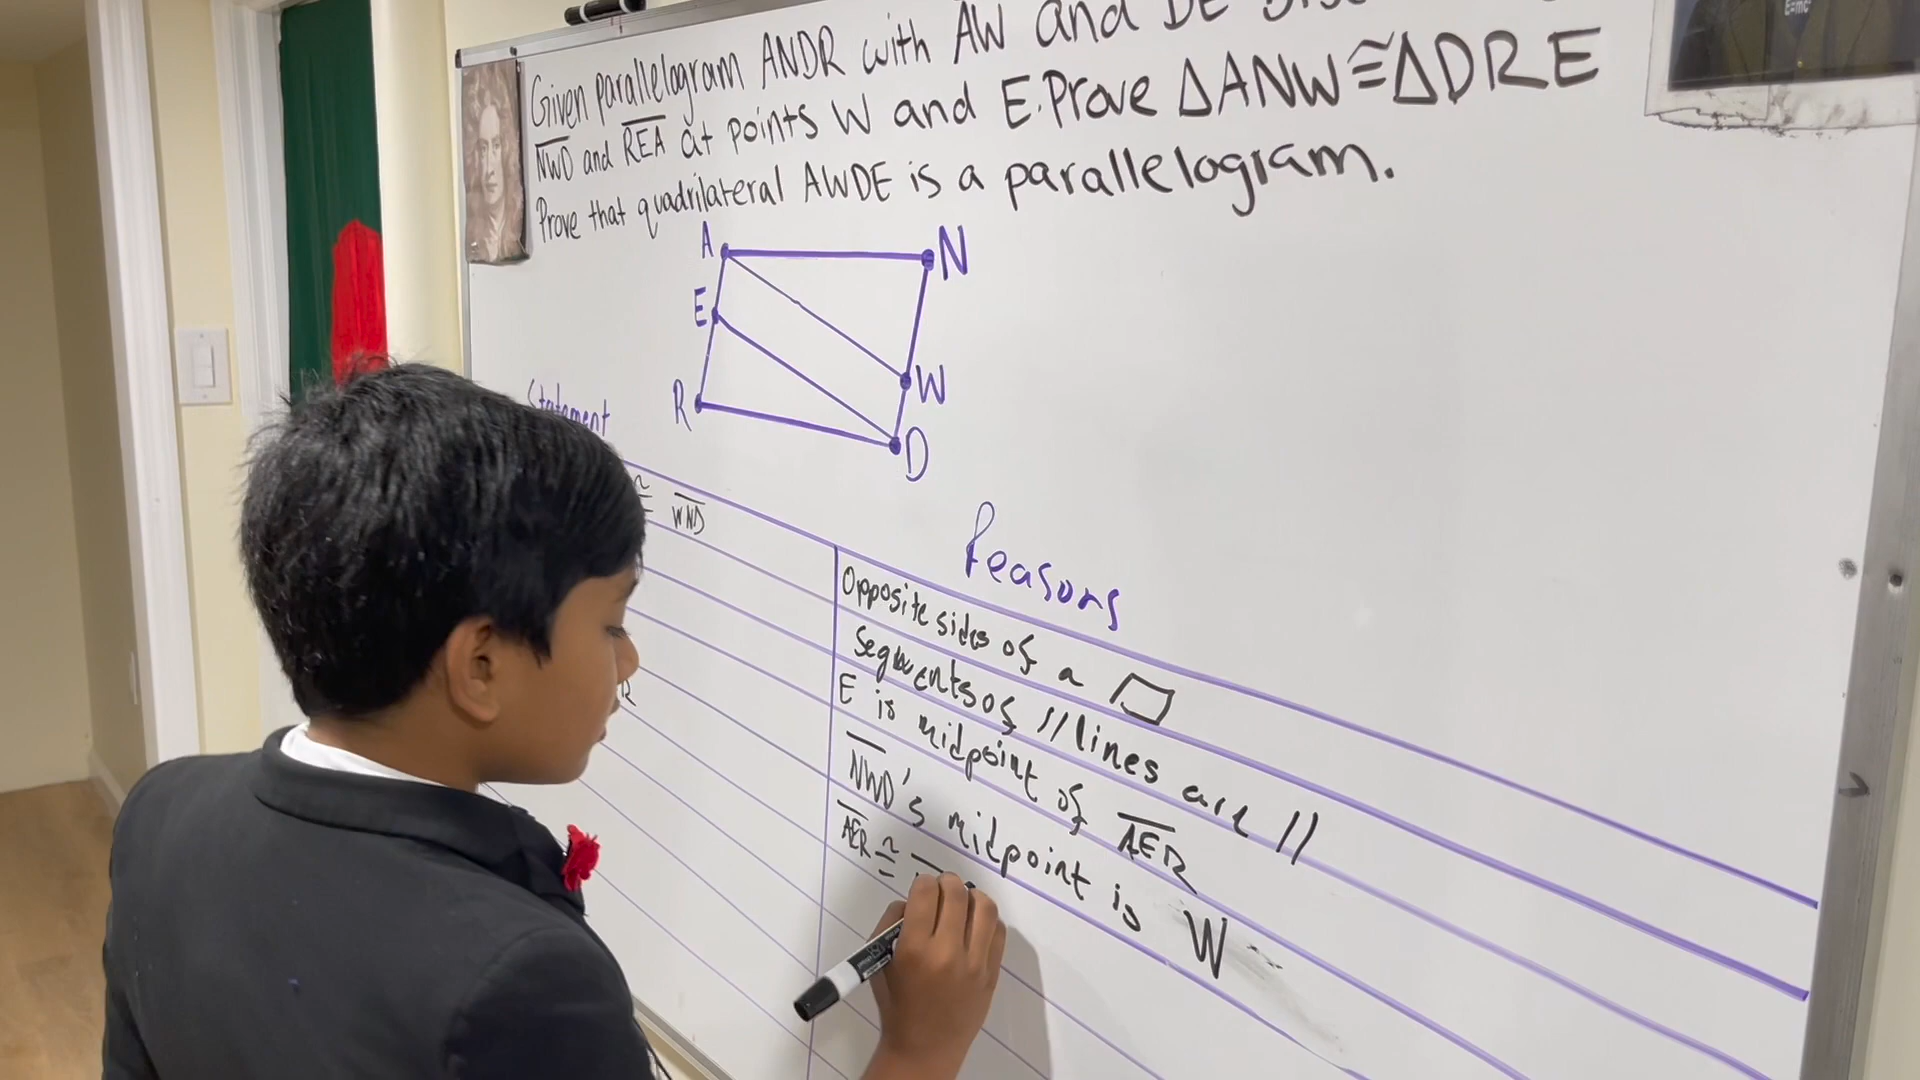 Given parallelogram ANDR with AW and DE
NWD and REA at points W and E. Prove ΔANW≅ΔDRE
Prove that quadrilateral AWDE is a parallelogram.
E=mc²
A
N
E
W
R
D
Statement
Reasons
≅ WND
Opposite sides of a ▱
Segments of // lines are //
E is midpoint of AER
R
NWD's midpoint is W
AER ≅